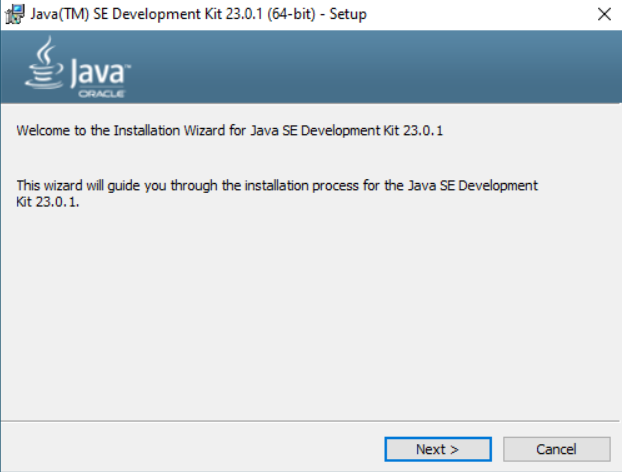 Java(TM) SE Development Kit 23.0.1 (64-bit) - Setup
Java™
ORACLE
Welcome to the Installation Wizard for Java SE Development Kit 23.0.1
This wizard will guide you through the installation process for the Java SE Development
Kit 23.0.1.
Next >
Cancel